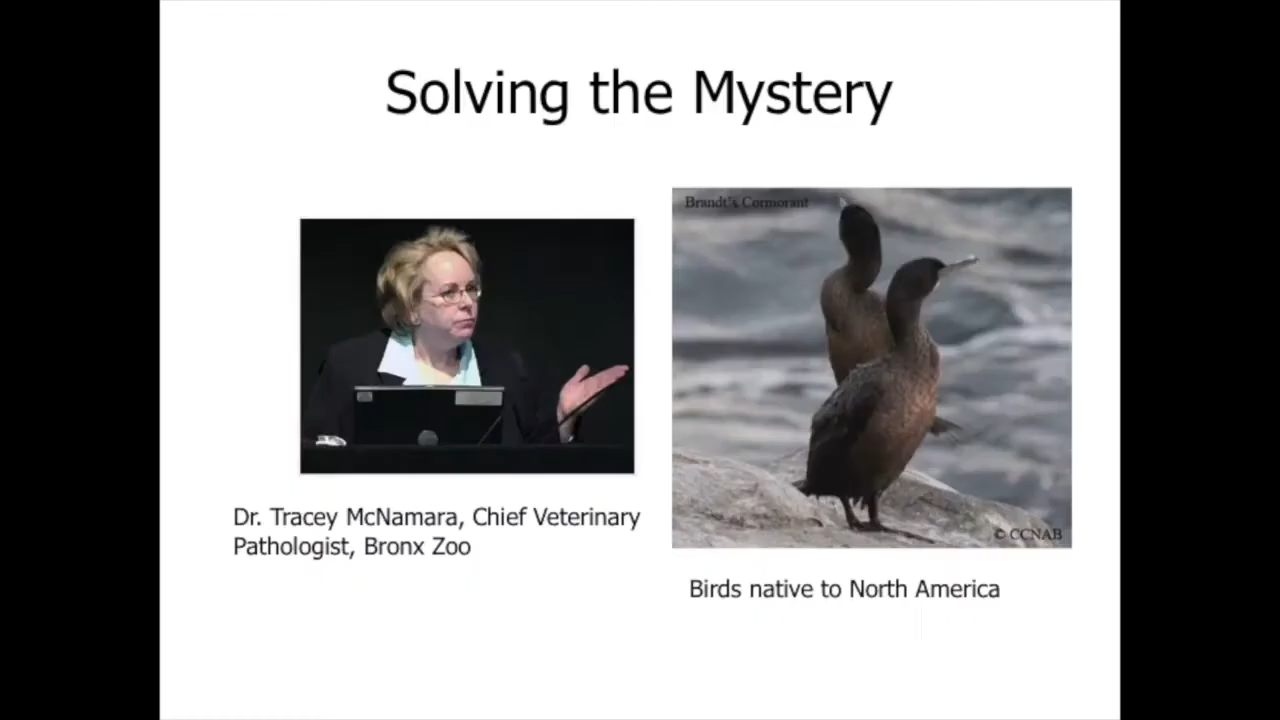 Solving the Mystery
Brandt's Cormorant
© CCNAB
Dr. Tracey McNamara, Chief Veterinary
Pathologist, Bronx Zoo
Birds native to North America